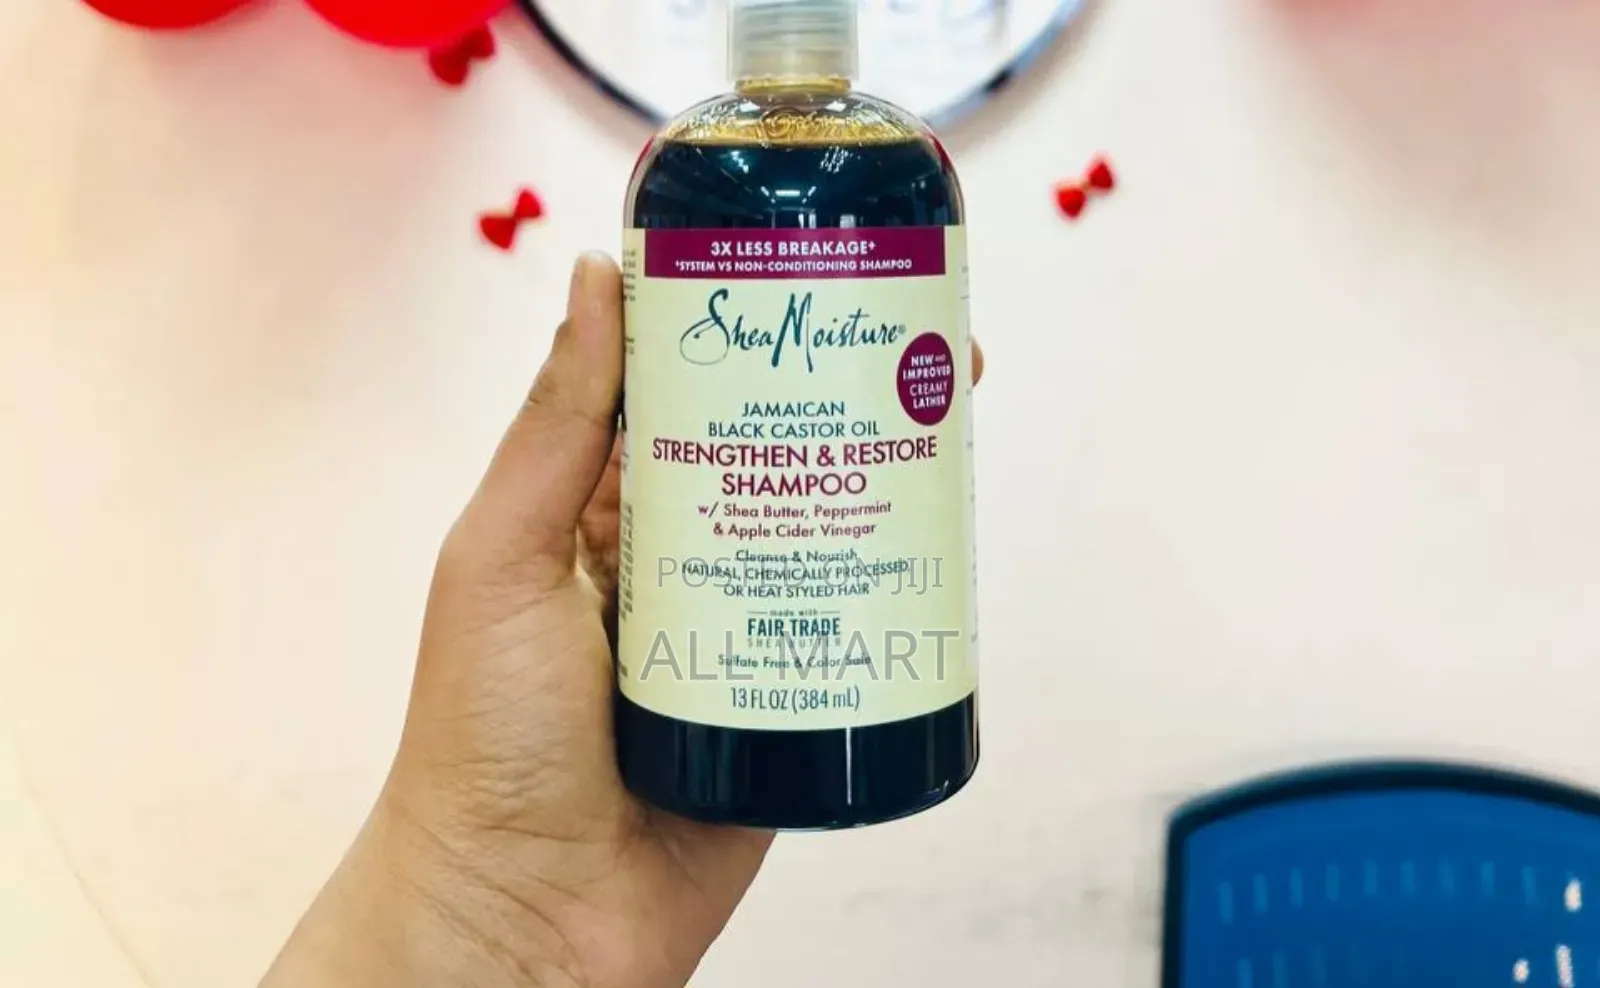 3X LESS BREAKAGE+
*SYSTEM VS NON-CONDITIONING SHAMPOO
SheaMoisture®
NEW AND
IMPROVED
CREAMY
LATHER
JAMAICAN
BLACK CASTOR OIL
STRENGTHEN & RESTORE
SHAMPOO
w/ Shea Butter, Peppermint
& Apple Cider Vinegar
Cleanse & Nourish
NATURAL, CHEMICALLY PROCESSED
OR HEAT STYLED HAIR
POSTED ON JIJI
made with
FAIR TRADE
SHEA BUTTER
ALL MART
Sulfate Free & Color Safe
13 FL OZ (384 mL)